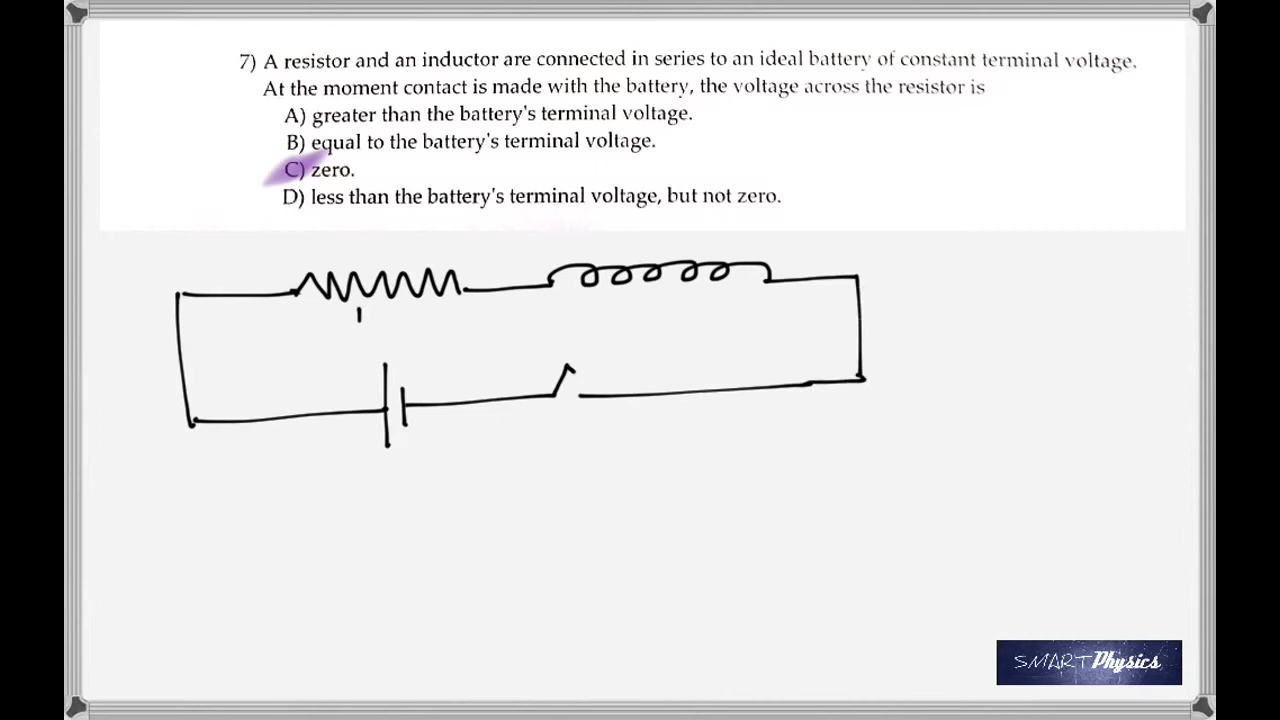 7) A resistor and an inductor are connected in series to an ideal battery of constant terminal voltage.
At the moment contact is made with the battery, the voltage across the resistor is
A) greater than the battery's terminal voltage.
B) equal to the battery's terminal voltage.
C) zero.
D) less than the battery's terminal voltage, but not zero.
SMART Physics